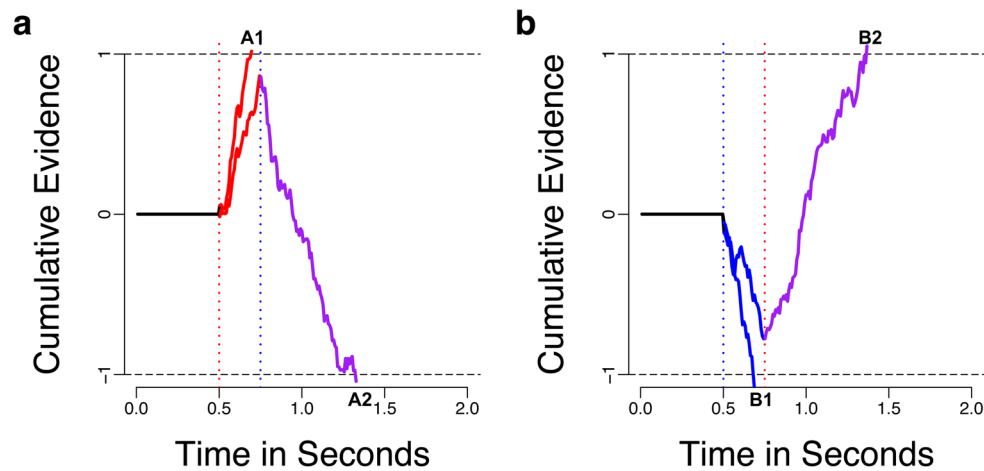 a
A1
1
0
−1
Cumulative Evidence
A2
0.0 0.5 1.0 1.5 2.0
Time in Seconds
b
B2
1
0
−1
Cumulative Evidence
B1
0.0 0.5 1.0 1.5 2.0
Time in Seconds